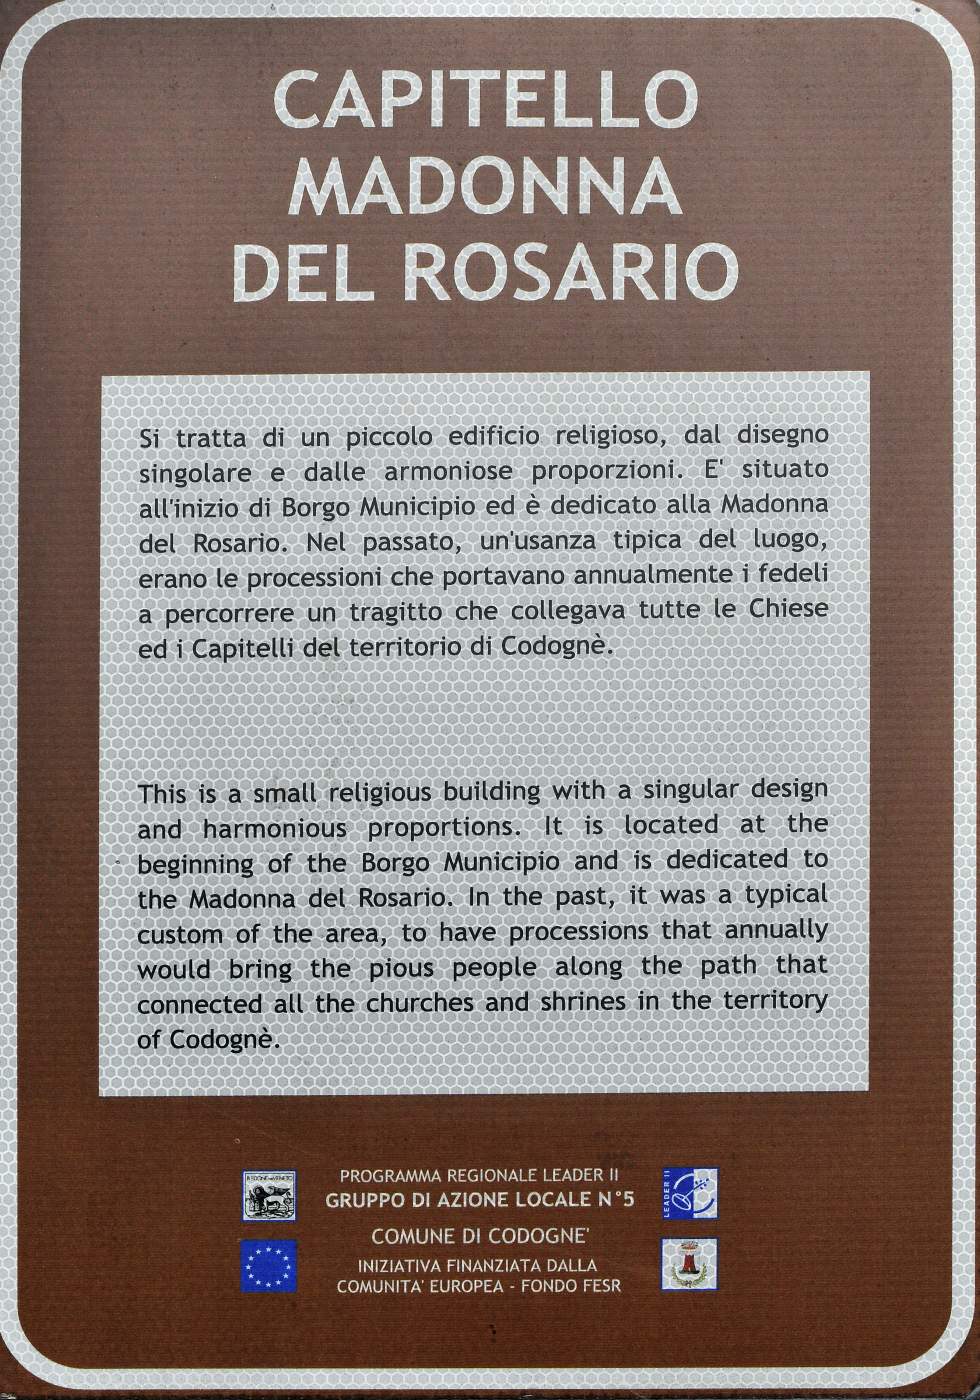 CAPITELLO
MADONNA
DEL ROSARIO
Si tratta di un piccolo edificio religioso, dal disegno
singolare e dalle armoniose proporzioni. E' situato
all'inizio di Borgo Municipio ed è dedicato alla Madonna
del Rosario. Nel passato, un'usanza tipica del luogo,
erano le processioni che portavano annualmente i fedeli
a percorrere un tragitto che collegava tutte le Chiese
ed i Capitelli del territorio di Codognè.
This is a small religious building with a singular design
and harmonious proportions. It is located at the
beginning of the Borgo Municipio and is dedicated to
the Madonna del Rosario. In the past, it was a typical
custom of the area, to have processions that annually
would bring the pious people along the path that
connected all the churches and shrines in the territory
of Codognè.
REGIONE DEL VENETO
PROGRAMMA REGIONALE LEADER II
GRUPPO DI AZIONE LOCALE N°5
LEADER II
COMUNE DI CODOGNE'
INIZIATIVA FINANZIATA DALLA
COMUNITA' EUROPEA - FONDO FESR